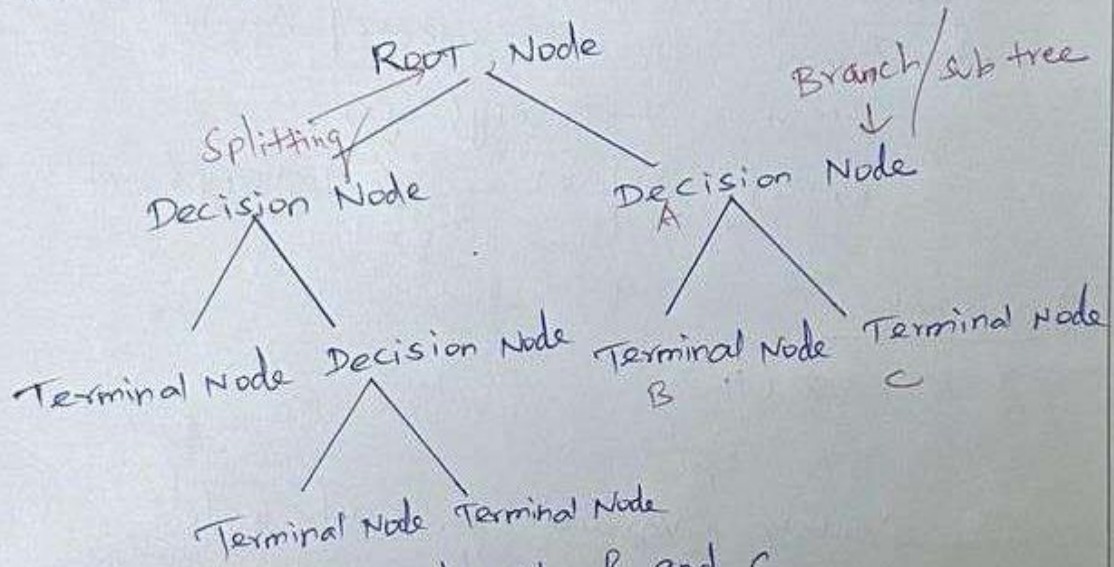 ROOT Node
Branch/sub tree
Splitting
↓
Decision Node
Decision Node
A
Terminal Node
Decision Node
Terminal Node
Terminal Node
B
C
Terminal Node
Terminal Node
B and C